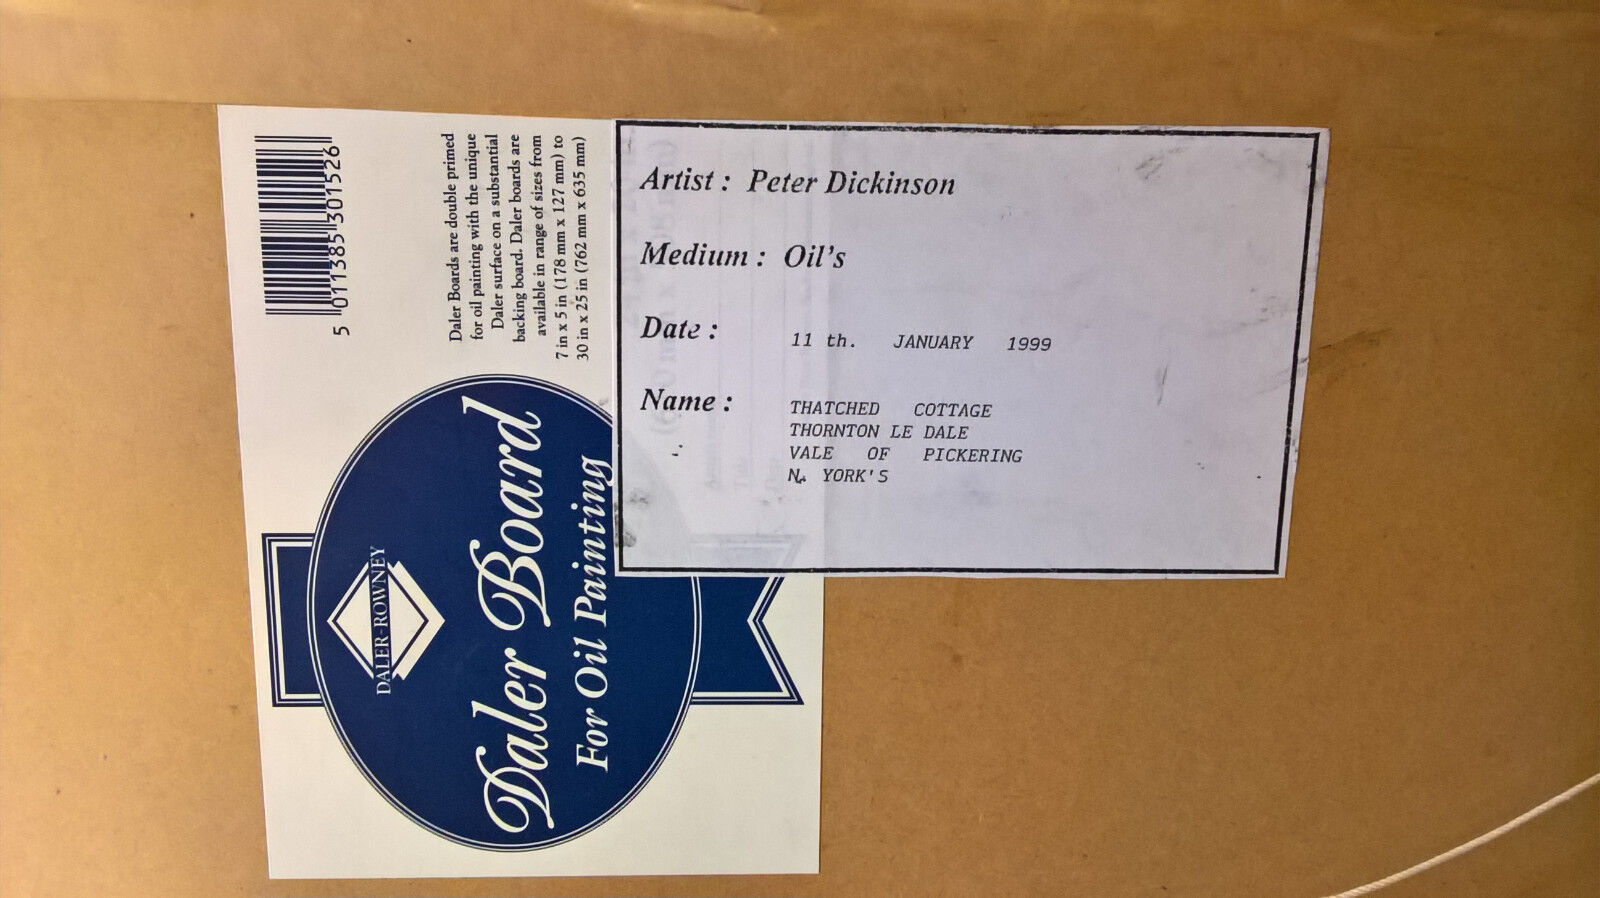 Artist : Peter Dickinson
Medium : Oil's
Date : 11 th. JANUARY 1999
Name : THATCHED COTTAGE
THORNTON LE DALE
VALE OF PICKERING
N. YORK'S
5 011385 301526
Daler Boards are double primed
for oil painting with the unique
Daler surface on a substantial
backing board. Daler boards are
available in range of sizes from
7 in x 5 in (178 mm x 127 mm) to
30 in x 25 in (762 mm x 635 mm)
DALER-ROWNEY
Daler Board
For Oil Painting